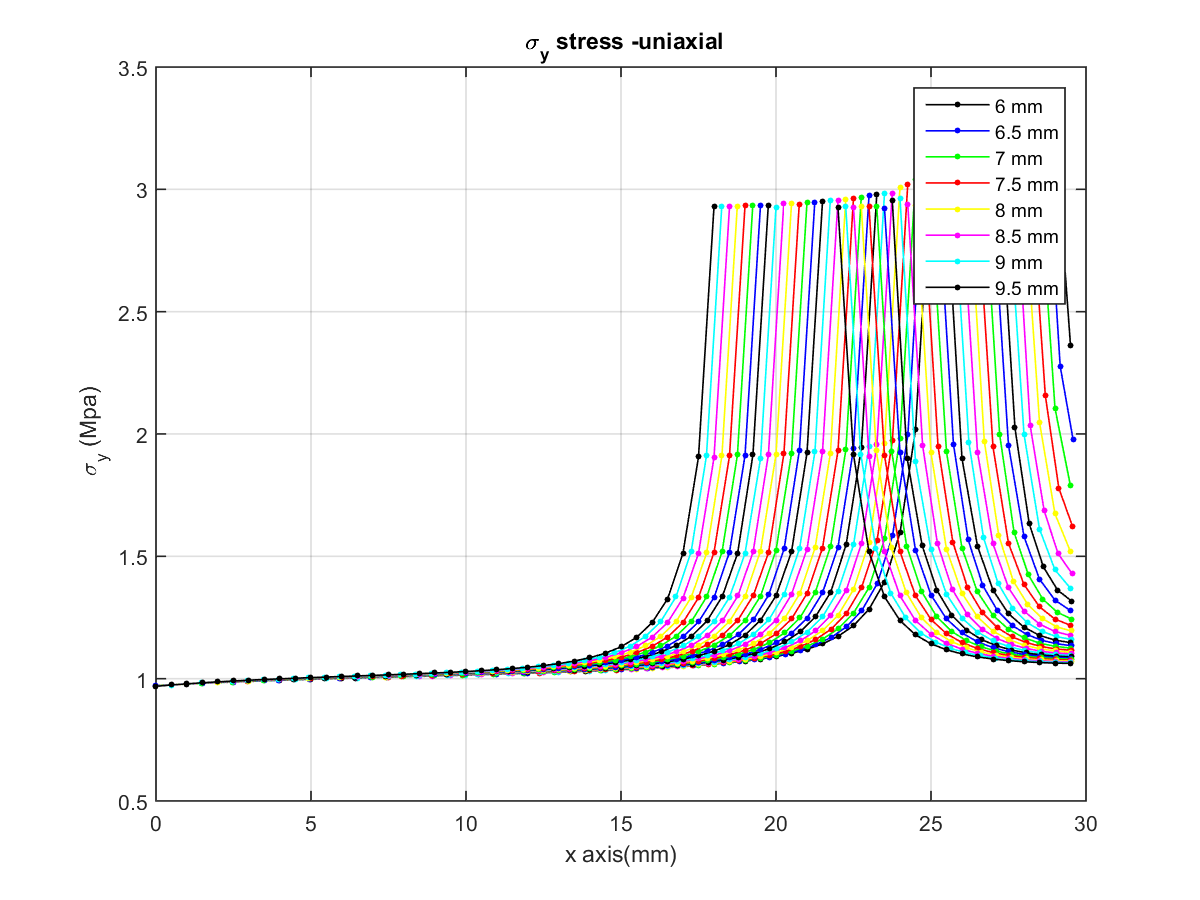 σy stress -uniaxial
3.5
3
2.5
2
1.5
1
0.5
σy (Mpa)
6 mm
6.5 mm
7 mm
7.5 mm
8 mm
8.5 mm
9 mm
9.5 mm
0 5 10 15 20 25 30
x axis(mm)